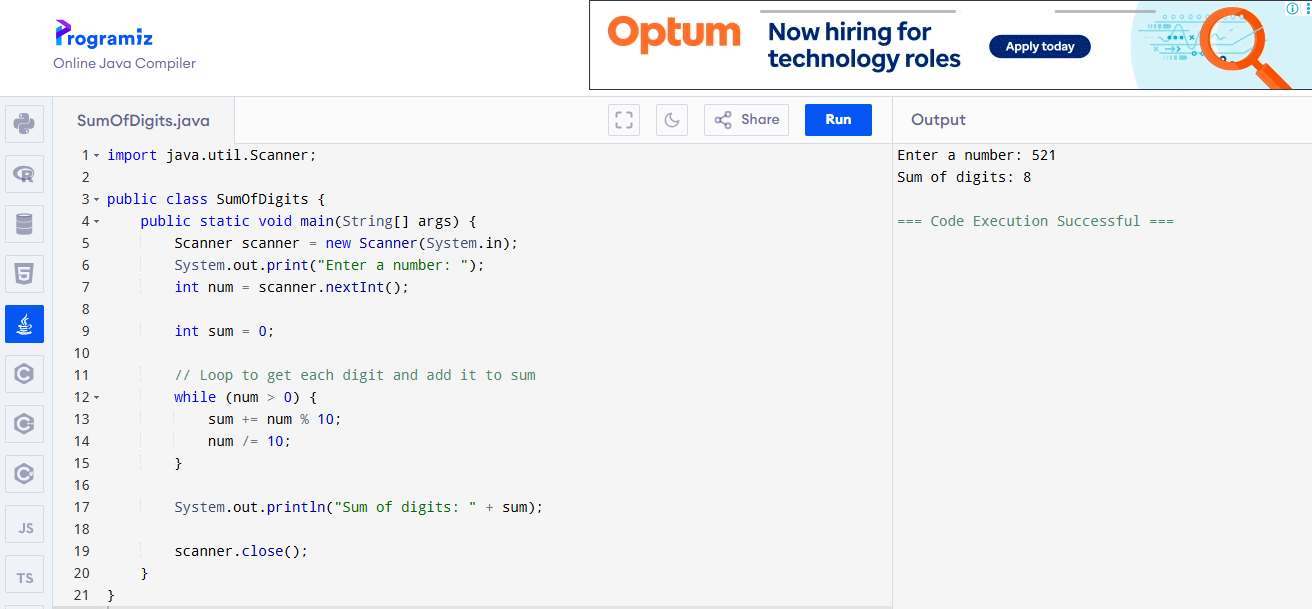 Programiz
Online Java Compiler
Optum
Now hiring for
technology roles
Apply today
SumOfDigits.java
Share
Run
Output
1 import java.util.Scanner;
2
3 public class SumOfDigits {
4     public static void main(String[] args) {
5         Scanner scanner = new Scanner(System.in);
6         System.out.print("Enter a number: ");
7         int num = scanner.nextInt();
8
9         int sum = 0;
10
11         // Loop to get each digit and add it to sum
12         while (num > 0) {
13             sum += num % 10;
14             num /= 10;
15         }
16
17         System.out.println("Sum of digits: " + sum);
18
19         scanner.close();
20     }
21 }
Enter a number: 521
Sum of digits: 8
=== Code Execution Successful ===
R
5
C
C
C
JS
TS